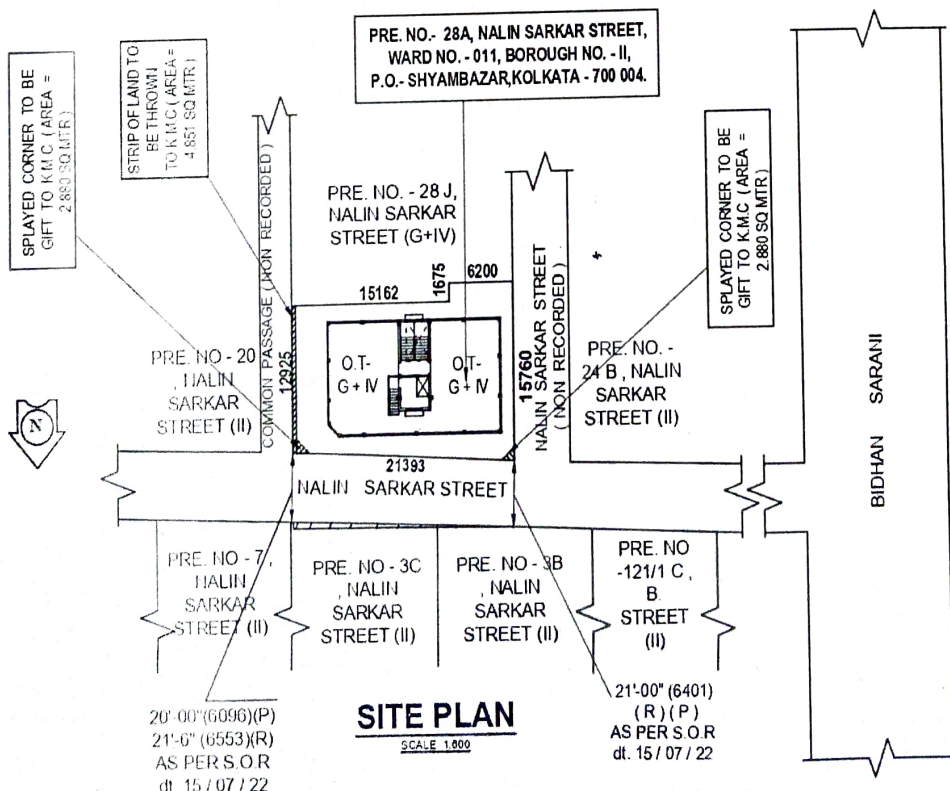 PRE. NO.- 28A, NALIN SARKAR STREET,
WARD NO. - 011, BOROUGH NO. - II,
P.O.- SHYAMBAZAR,KOLKATA - 700 004.
SPLAYED CORNER TO BE
GIFT TO K.M.C. ( AREA =
2.880 SQ.MTR)
STRIP OF LAND TO
BE THROWN
TO K.M.C ( AREA =
4.851 SQ.MTR )
SPLAYED CORNER TO BE
GIFT TO K.M.C. ( AREA =
2.880 SQ.MTR)
PRE. NO. - 28 J,
NALIN SARKAR
STREET (G+IV)
COMMON PASSAGE (NON RECORDED )
NALIN SARKAR STREET
( NON RECORDED )
BIDHAN SARANI
15162
1675
6200
12925
15760
PRE. NO - 20
, NALIN
SARKAR
STREET (II)
O.T-
G + IV
O.T-
G + IV
PRE. NO. -
24 B , NALIN
SARKAR
STREET (II)
N
21393
NALIN SARKAR STREET
PRE. NO - 7 ,
NALIN
SARKAR
STREET (II)
PRE. NO - 3C
, NALIN
SARKAR
STREET (II)
PRE. NO - 3B
, NALIN
SARKAR
STREET (II)
PRE. NO
-121/1 C ,
B.
STREET
(II)
20'-00"(6096)(P)
21'-6" (6553)(R)
AS PER S.O.R
dt. 15 / 07 / 22
SITE PLAN
SCALE 1:600
21'-00" (6401)
( R ) ( P )
AS PER S.O.R
dt. 15 / 07 / 22